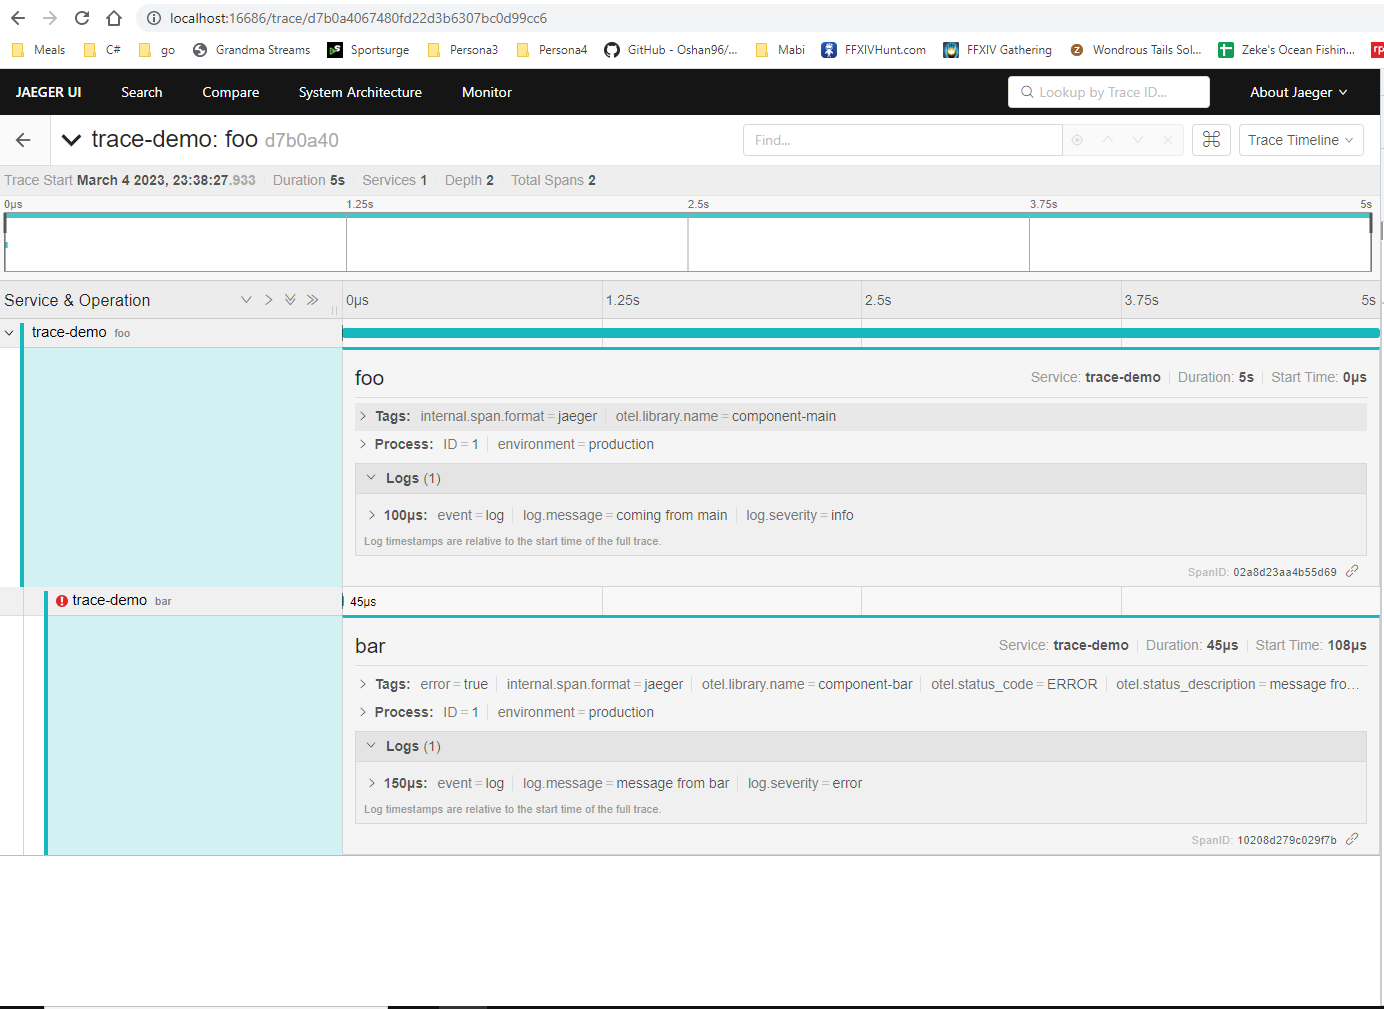 localhost:16686/trace/d7b0a4067480fd22d3b6307bc0d99cc6
Meals C# go Grandma Streams Sportsurge Persona3 Persona4 GitHub - Oshan96/... Mabi FFXIVHunt.com FFXIV Gathering Wondrous Tails Sol... Zeke's Ocean Fishin... rp
JAEGER UI Search Compare System Architecture Monitor Lookup by Trace ID... About Jaeger
trace-demo: foo d7b0a40 Find... Trace Timeline
Trace Start March 4 2023, 23:38:27.933 Duration 5s Services 1 Depth 2 Total Spans 2
0μs 1.25s 2.5s 3.75s 5s
Service & Operation 0μs 1.25s 2.5s 3.75s 5s
trace-demo foo
foo Service: trace-demo Duration: 5s Start Time: 0μs
Tags: internal.span.format = jaeger otel.library.name = component-main
Process: ID = 1 environment = production
Logs (1)
100μs: event = log log.message = coming from main log.severity = info
Log timestamps are relative to the start time of the full trace.
SpanID: 02a8d23aa4b55d69
trace-demo bar 45μs
bar Service: trace-demo Duration: 45μs Start Time: 108μs
Tags: error = true internal.span.format = jaeger otel.library.name = component-bar otel.status_code = ERROR otel.status_description = message fro...
Process: ID = 1 environment = production
Logs (1)
150μs: event = log log.message = message from bar log.severity = error
Log timestamps are relative to the start time of the full trace.
SpanID: 10208d279c029f7b